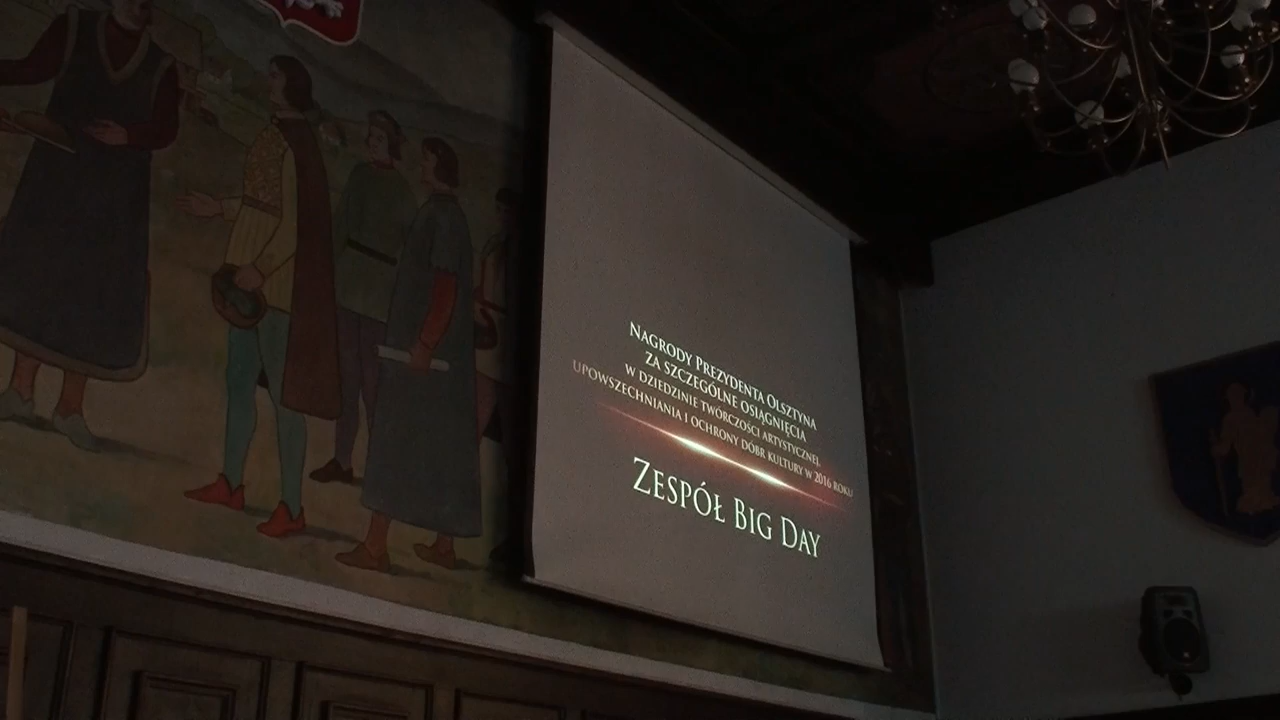 NAGRODY PREZYDENTA OLSZTYNA
ZA SZCZEGÓLNE OSIĄGNIĘCIA
W DZIEDZINIE TWÓRCZOŚCI ARTYSTYCZNEJ,
UPOWSZECHNIANIA I OCHRONY DÓBR KULTURY W 2016 ROKU
ZESPÓŁ BIG DAY